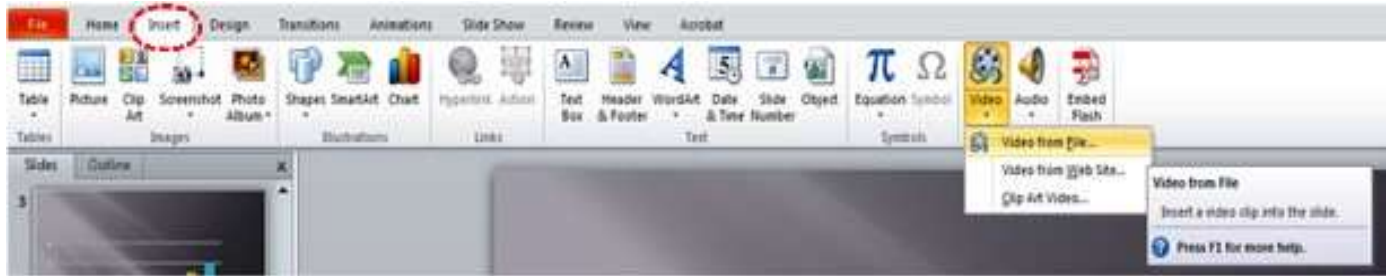 File Home Insert Design Transitions Animations Slide Show Review View Acrobat
Table Picture Clip Art Screenshot Photo Album Shapes SmartArt Chart Hyperlink Action Text Box Header & Footer WordArt Date & Time Slide Number Object Equation Symbol Video Audio Embed Flash
Tables Images Illustrations Links Text Symbols
Video from File...
Video from Web Site...
Clip Art Video...
Video from File
Insert a video clip into the slide.
Press F1 for more help.
Slides Outline
3